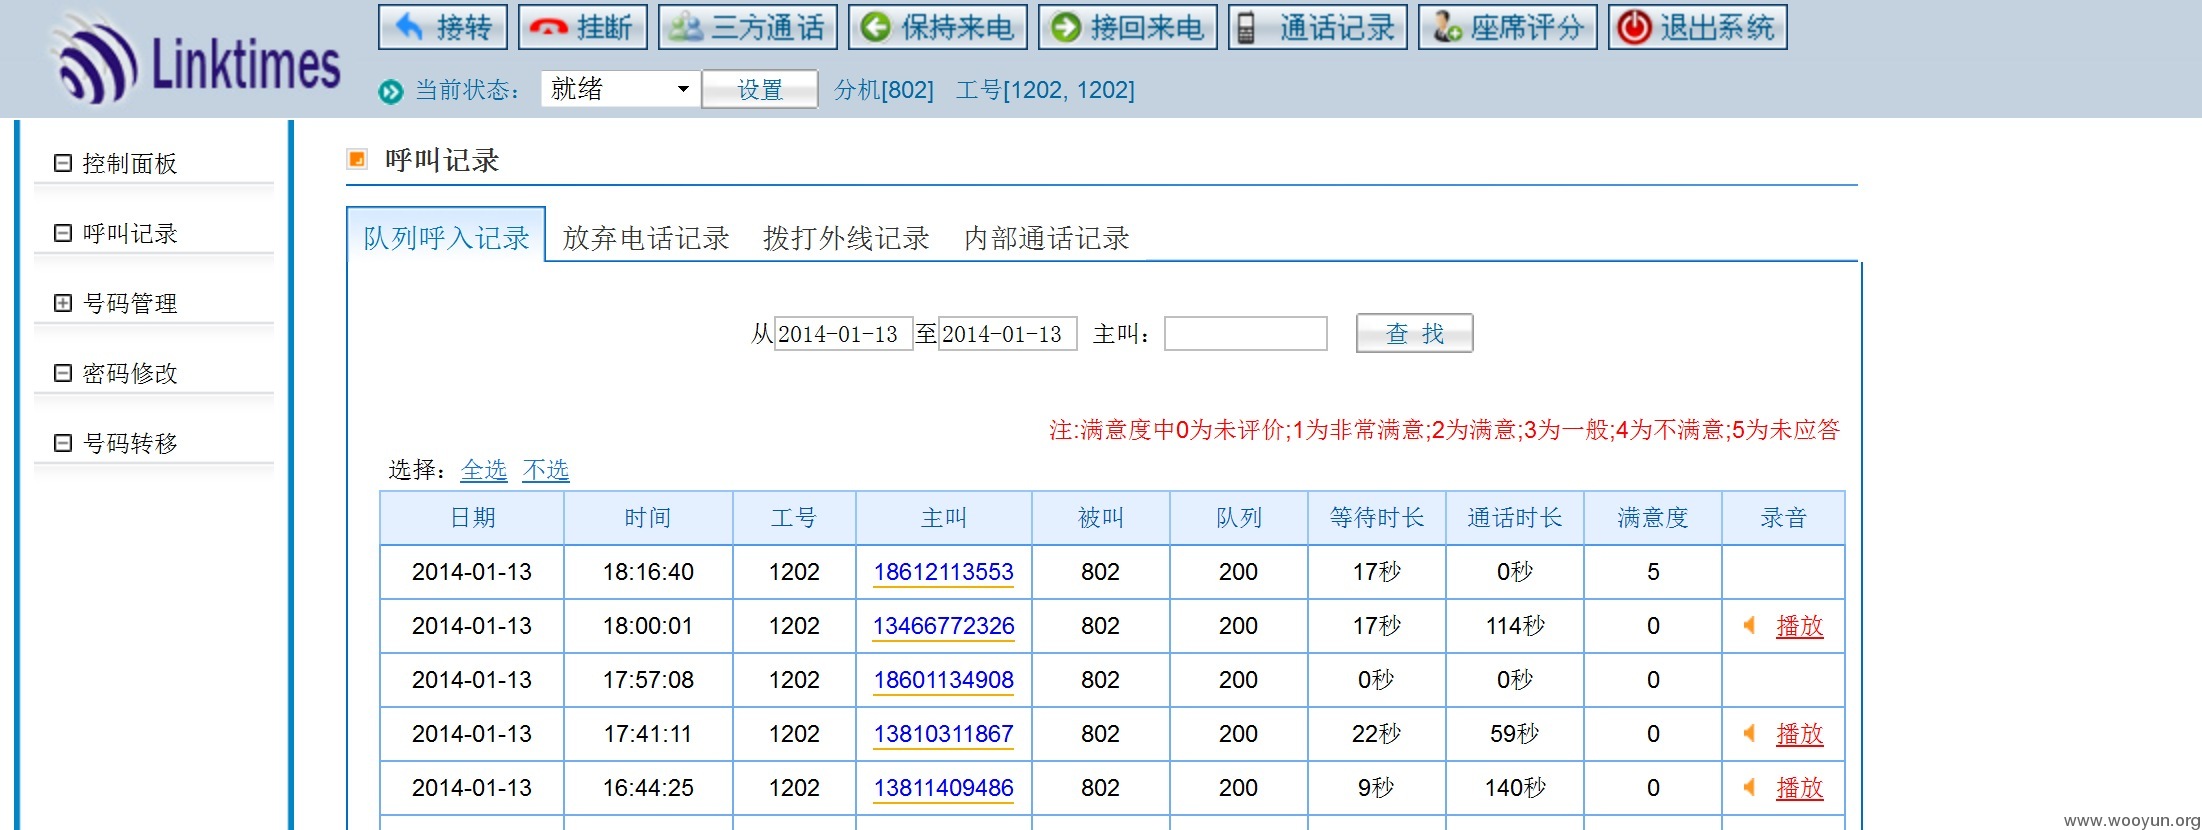 Linktimes
接转 挂断 三方通话 保持来电 接回来电 通话记录 座席评分 退出系统
当前状态： 就绪 设置 分机[802] 工号[1202, 1202]
控制面板
呼叫记录
号码管理
密码修改
号码转移
呼叫记录
队列呼入记录 放弃电话记录 拨打外线记录 内部通话记录
从 2014-01-13 至 2014-01-13 主叫： 查 找
注:满意度中0为未评价;1为非常满意;2为满意;3为一般;4为不满意;5为未应答
选择： 全选 不选
日期 时间 工号 主叫 被叫 队列 等待时长 通话时长 满意度 录音
2014-01-13 18:16:40 1202 18612113553 802 200 17秒 0秒 5
2014-01-13 18:00:01 1202 13466772326 802 200 17秒 114秒 0 播放
2014-01-13 17:57:08 1202 18601134908 802 200 0秒 0秒 0
2014-01-13 17:41:11 1202 13810311867 802 200 22秒 59秒 0 播放
2014-01-13 16:44:25 1202 13811409486 802 200 9秒 140秒 0 播放
www.wooyun.org